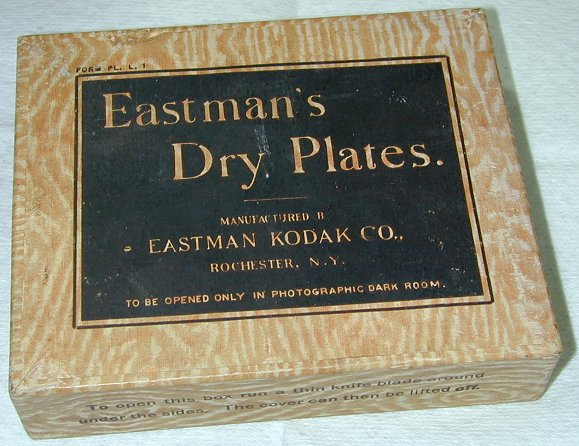 FORM PL. L. 1
Eastman's
Dry Plates.
MANUFACTURED B
EASTMAN KODAK CO.,
ROCHESTER, N.Y.
TO BE OPENED ONLY IN PHOTOGRAPHIC DARK ROOM.
To open this box run a thin knife blade around
under the sides. The cover can then be lifted off.